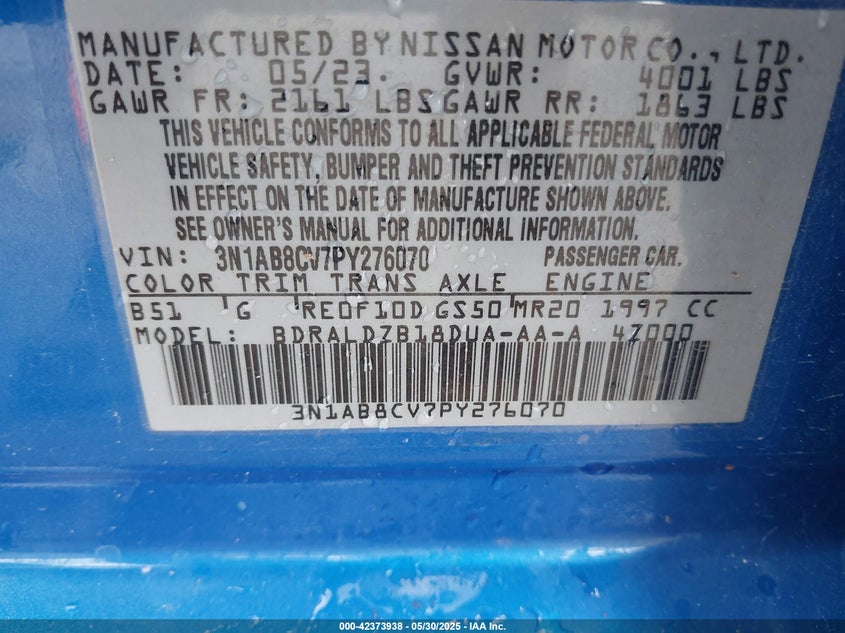 MANUFACTURED BY NISSAN MOTOR CO., LTD.
DATE: 05/23. GVWR: 4001 LBS
GAWR FR: 2161 LBS GAWR RR: 1863 LBS
THIS VEHICLE CONFORMS TO ALL APPLICABLE FEDERAL MOTOR
VEHICLE SAFETY, BUMPER AND THEFT PREVENTION STANDARDS
IN EFFECT ON THE DATE OF MANUFACTURE SHOWN ABOVE.
SEE OWNER'S MANUAL FOR ADDITIONAL INFORMATION.
VIN: 3N1AB8CV7PY276070 PASSENGER CAR.
COLOR TRIM TRANS AXLE ENGINE
B51 G RE0F10D GS50 MR20 1997 CC
MODEL: BDRALDZB18DUA-AA-A 4Z000
3N1AB8CV7PY276070
000-42373938 - 05/30/2025 - IAA Inc.